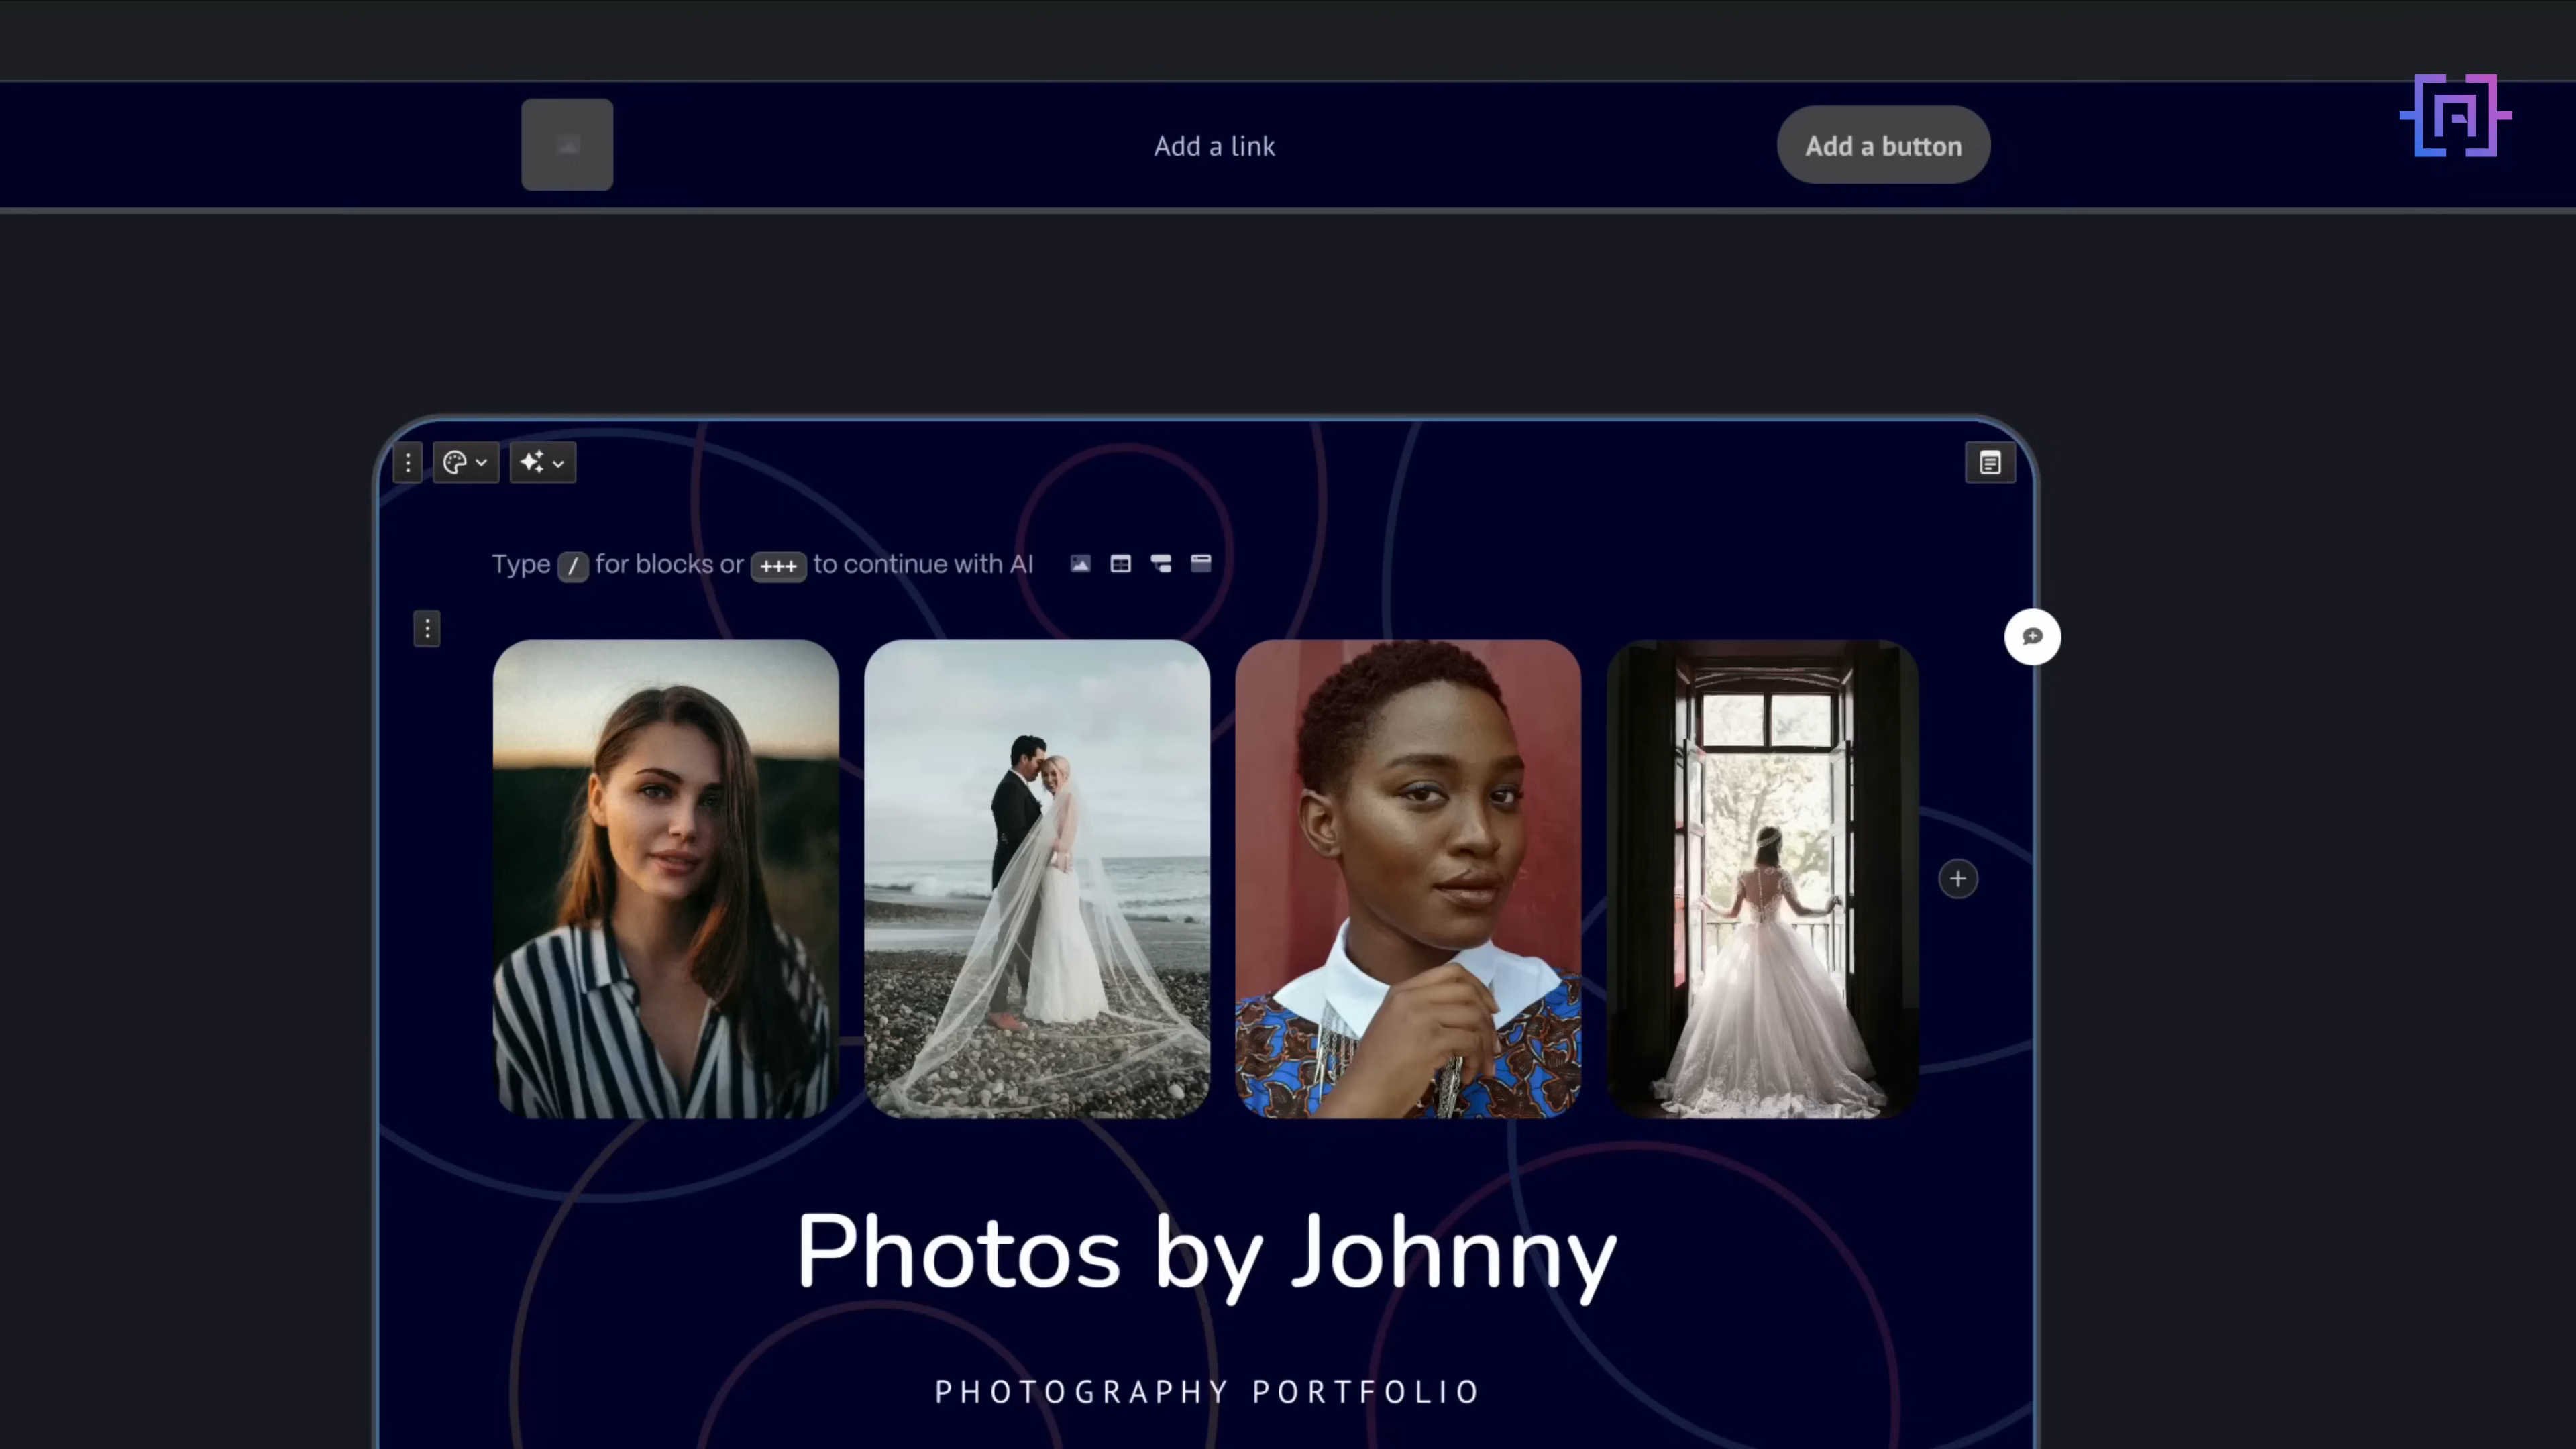 Add a link
Add a button
Type / for blocks or +++ to continue with AI
Photos by Johnny
PHOTOGRAPHY PORTFOLIO